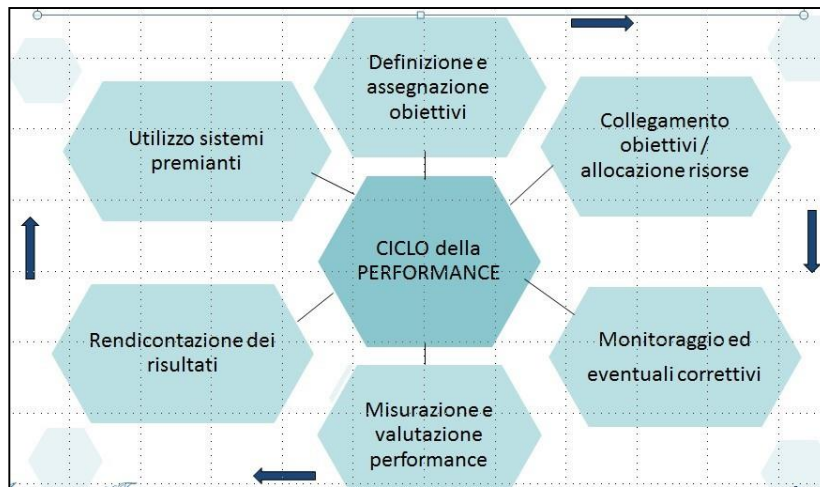 Definizione e
assegnazione
obiettivi
Collegamento
obiettivi /
allocazione risorse
Utilizzo sistemi
premianti
CICLO della
PERFORMANCE
Rendicontazione dei
risultati
Monitoraggio ed
eventuali correttivi
Misurazione e
valutazione
performance